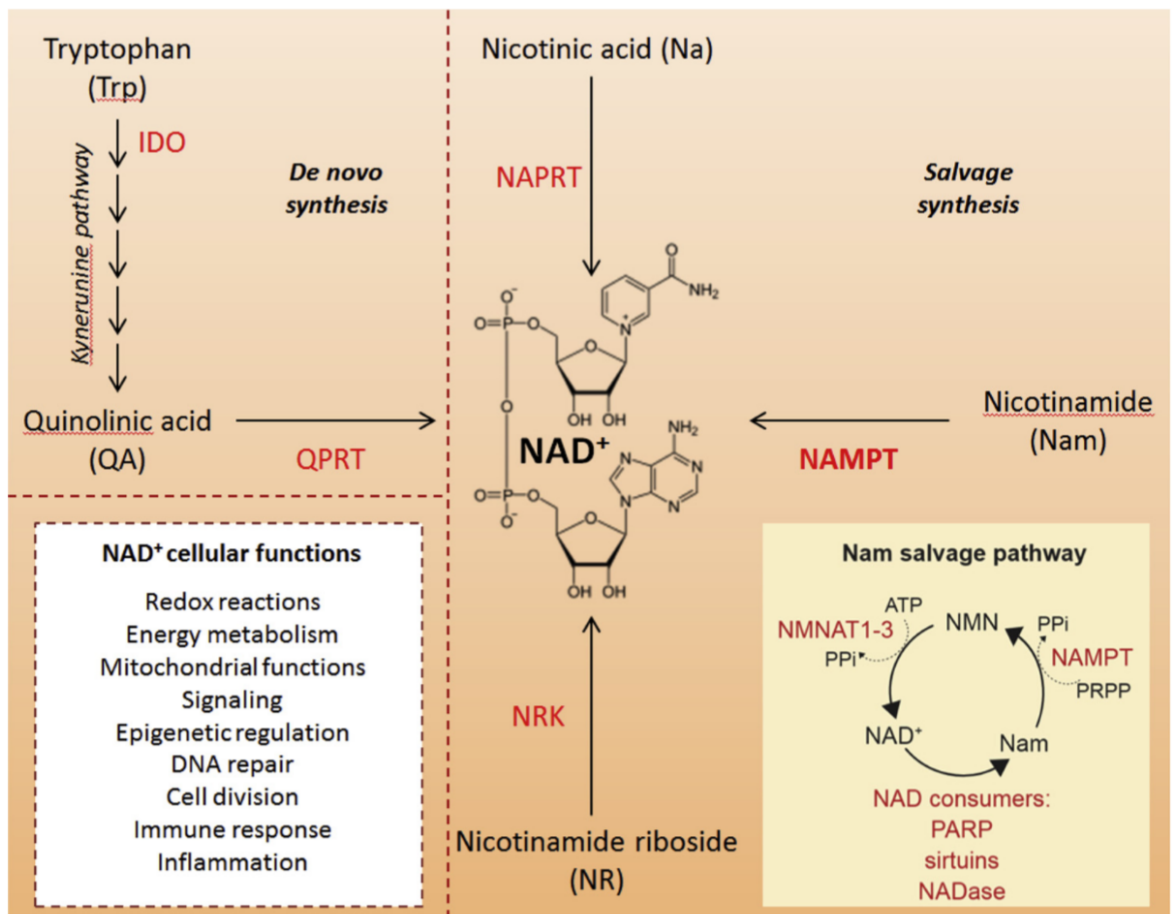 Tryptophan
(Trp)
IDO
Kynerunine pathway
De novo
synthesis
Quinolinic acid
(QA)
QPRT
Nicotinic acid (Na)
NAPRT
Salvage
synthesis
O
NH₂
N
+
O⁻
O=P-O
O
O
OH OH
NAD⁺
NH₂
N
N
N
N
O=P-O
O⁻
O
OH OH
Nicotinamide
(Nam)
NAMPT
NRK
Nicotinamide riboside
(NR)
NAD⁺ cellular functions
Redox reactions
Energy metabolism
Mitochondrial functions
Signaling
Epigenetic regulation
DNA repair
Cell division
Immune response
Inflammation
Nam salvage pathway
ATP
NMNAT1-3
PPi
NMN
PPi
NAMPT
PRPP
NAD⁺
Nam
NAD consumers:
PARP
sirtuins
NADase